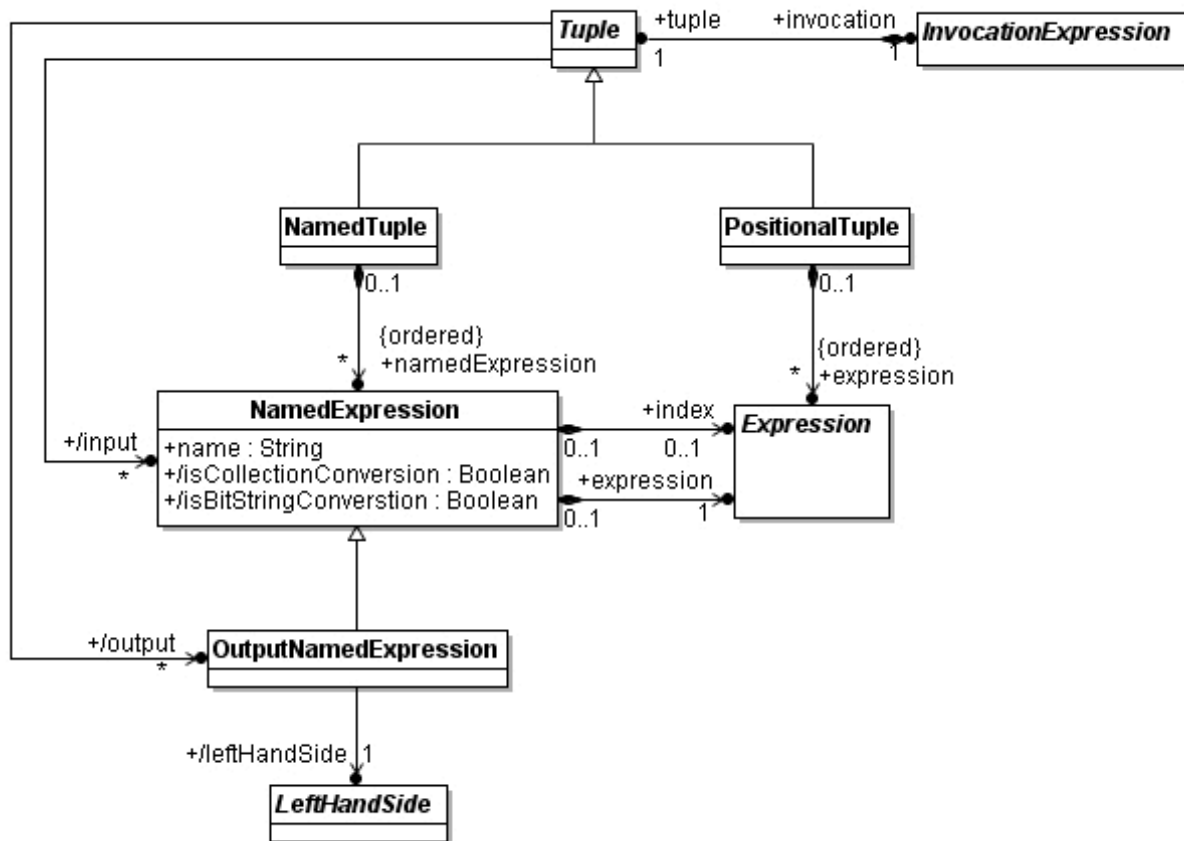 Tuple
+tuple
1
+invocation
1
InvocationExpression
NamedTuple
0..1
PositionalTuple
0..1
{ordered}
+namedExpression
*
{ordered}
+expression
*
NamedExpression
+name : String
+/isCollectionConversion : Boolean
+/isBitStringConverstion : Boolean
+/input
*
+index
0..1
0..1
+expression
0..1
1
Expression
+/output
*
OutputNamedExpression
+/leftHandSide
1
LeftHandSide